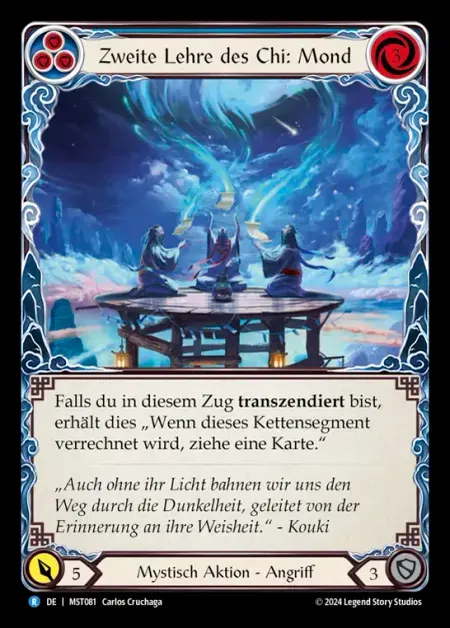 Zweite Lehre des Chi: Mond
3
Falls du in diesem Zug transzendiert bist,
erhält dies „Wenn dieses Kettensegment
verrechnet wird, ziehe eine Karte.“
„Auch ohne ihr Licht bahnen wir uns den
Weg durch die Dunkelheit, geleitet von der
Erinnerung an ihre Weisheit.“ - Kouki
5
Mystisch Aktion - Angriff
3
R DE | MST081 Carlos Cruchaga
© 2024 Legend Story Studios